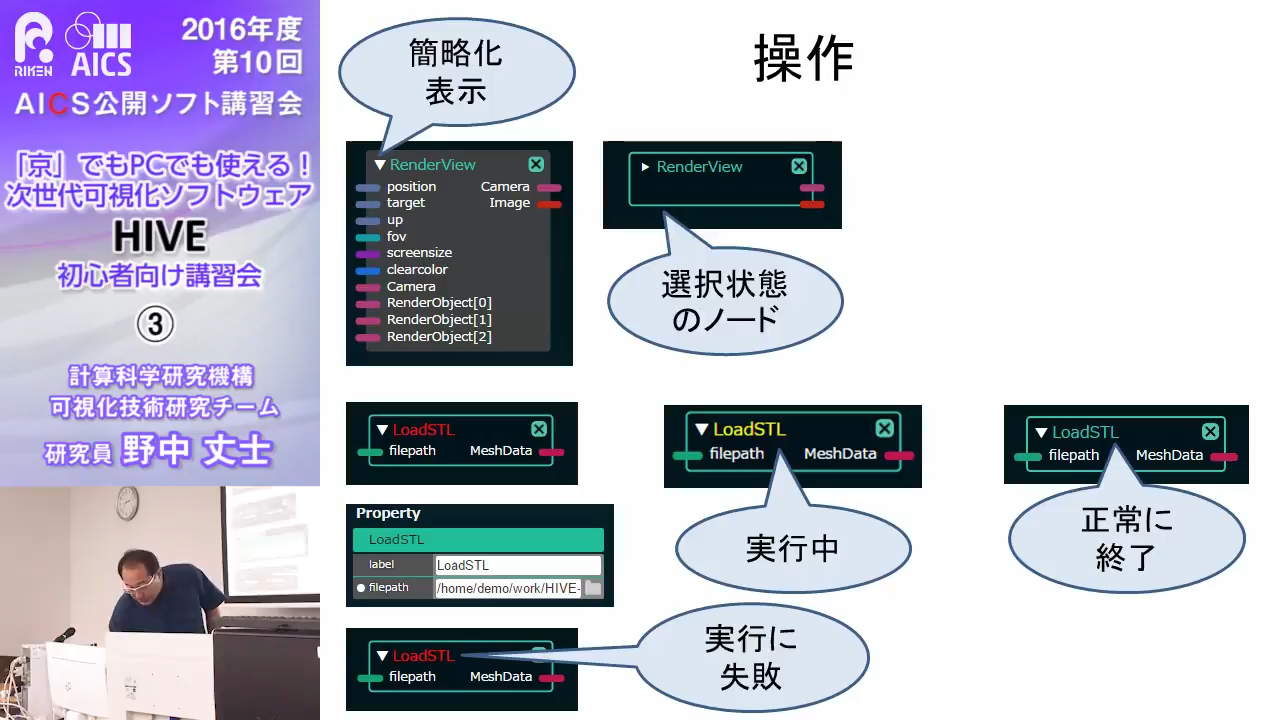 RIKEN
AICS
2016年度
第10回
AICS公開ソフト講習会
「京」でもPCでも使える!
次世代可視化ソフトウェア
HIVE
初心者向け講習会
③
計算科学研究機構
可視化技術研究チーム
研究員 野中 丈士
操作
簡略化
表示
RenderView
position Camera
target Image
up
fov
screensize
clearcolor
Camera
RenderObject[0]
RenderObject[1]
RenderObject[2]
RenderView
選択状態
のノード
LoadSTL
filepath MeshData
LoadSTL
filepath MeshData
実行中
LoadSTL
filepath MeshData
正常に
終了
Property
LoadSTL
label LoadSTL
filepath /home/demo/work/HIVE-
LoadSTL
filepath MeshData
実行に
失敗